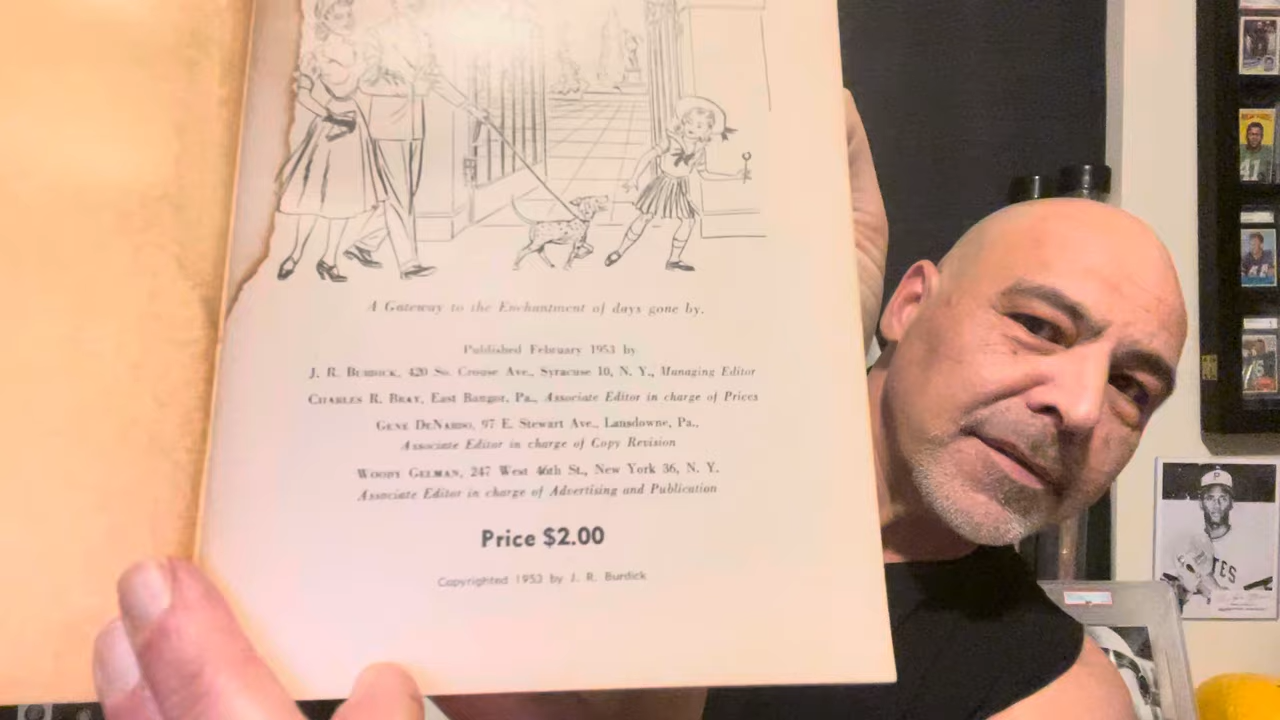 A Gateway to the Enchantment of days gone by.
Published February 1953 by
J. R. BURDICK, 420 So. Crouse Ave., Syracuse 10, N. Y., Managing Editor
CHARLES R. BRAY, East Bangor, Pa., Associate Editor in charge of Prices
GENE DENARDO, 97 E. Stewart Ave., Lansdowne, Pa.,
Associate Editor in charge of Copy Revision
WOODY GELMAN, 247 West 46th St., New York 36, N. Y.
Associate Editor in charge of Advertising and Publication
Price $2.00
Copyrighted 1953 by J. R. Burdick
P
TES
41